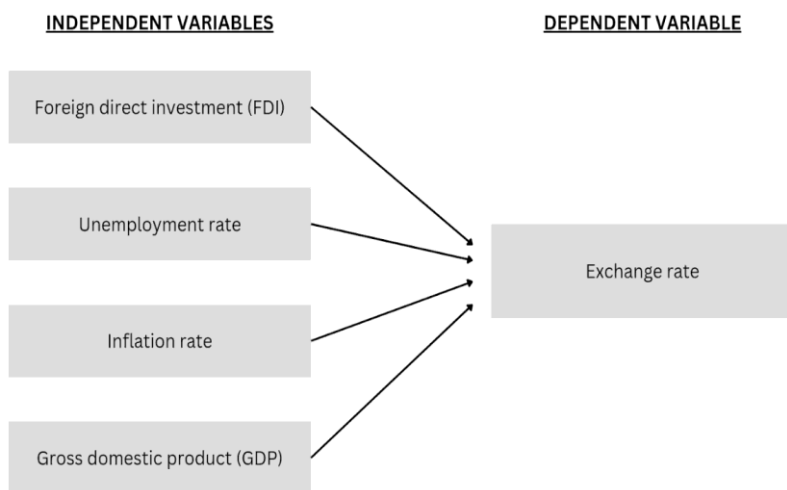 INDEPENDENT VARIABLES
DEPENDENT VARIABLE
Foreign direct investment (FDI)
Unemployment rate
Exchange rate
Inflation rate
Gross domestic product (GDP)